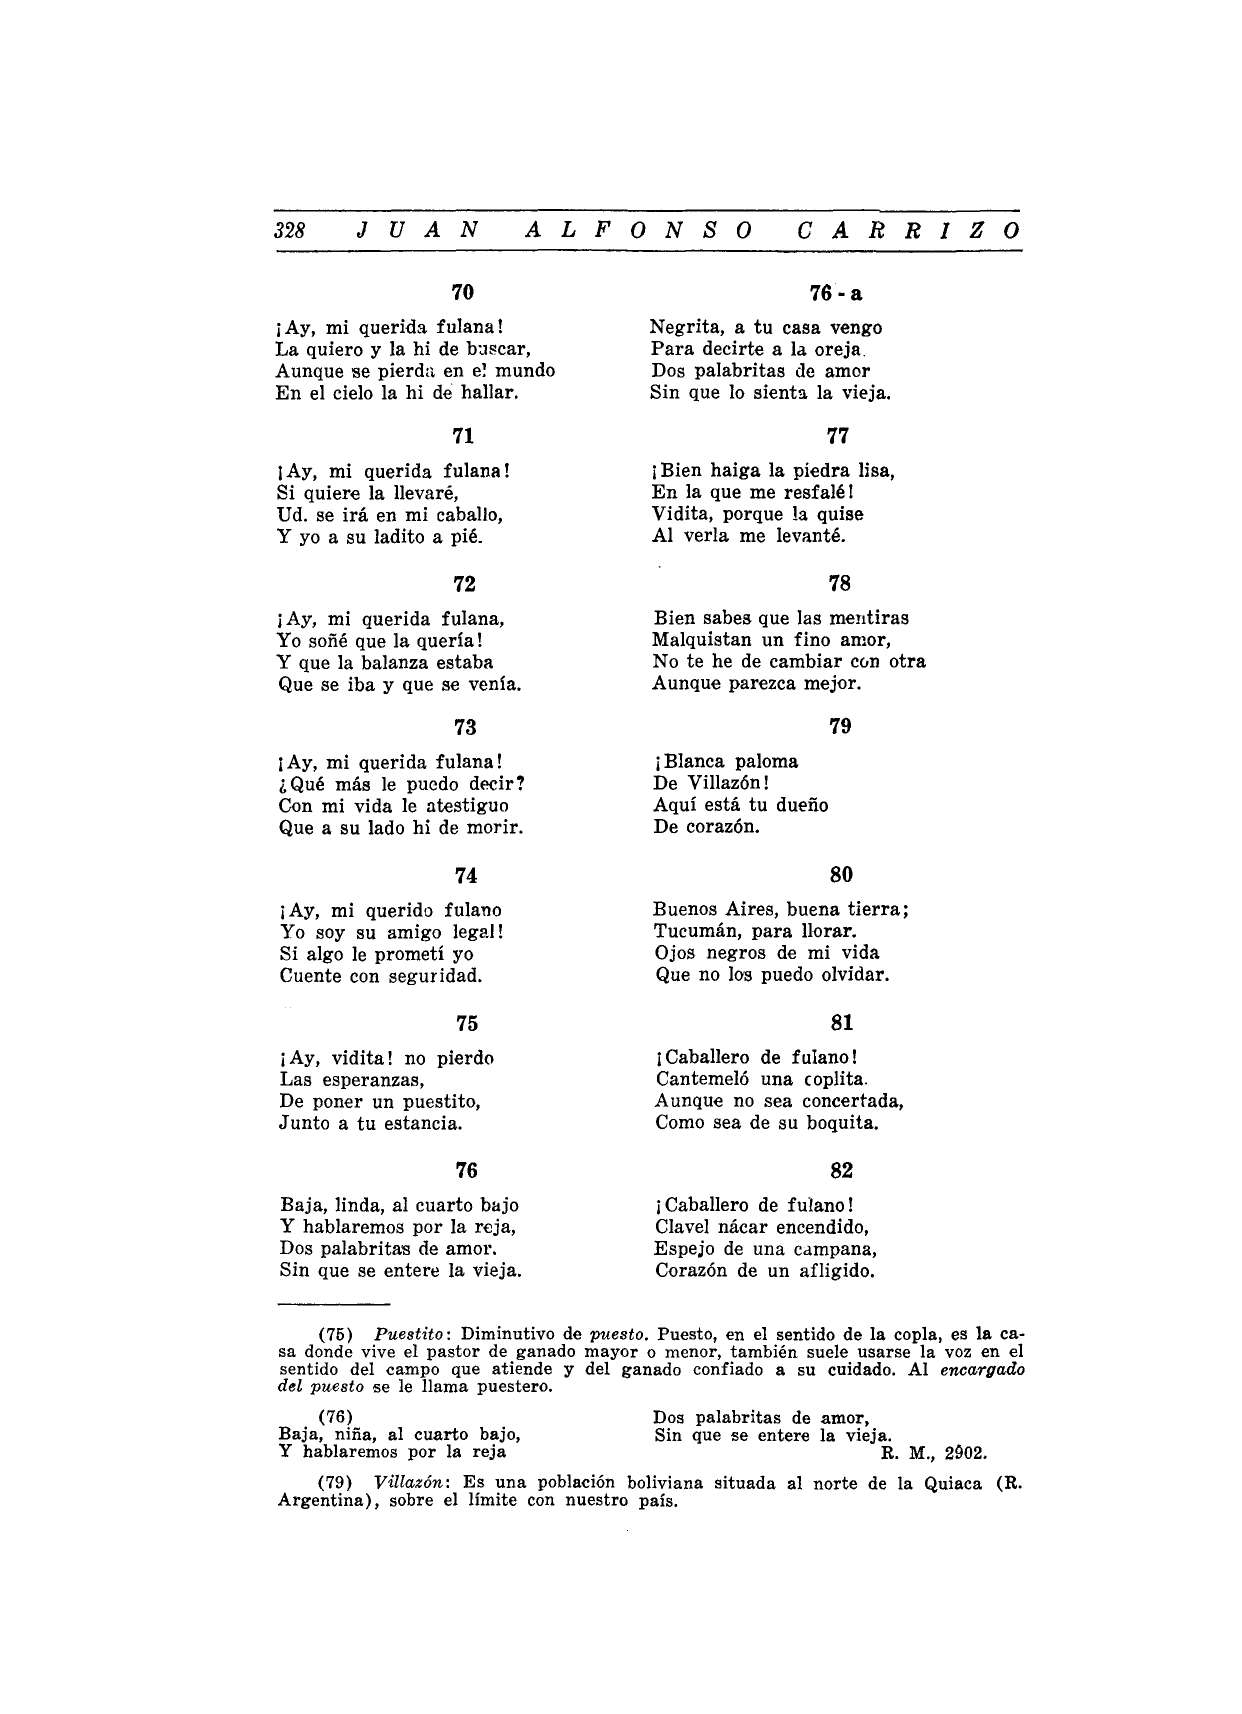 328 JUAN ALFONSO CARRIZO
70
¡Ay, mi querida fulana!
La quiero y la hi de buscar,
Aunque se pierda en el mundo
En el cielo la hi de hallar.
71
¡Ay, mi querida fulana!
Si quiere la llevaré,
Ud. se irá en mi caballo,
Y yo a su ladito a pié.
72
¡Ay, mi querida fulana,
Yo soñé que la quería!
Y que la balanza estaba
Que se iba y que se venía.
73
¡Ay, mi querida fulana!
¿Qué más le puedo decir?
Con mi vida le atestiguo
Que a su lado hi de morir.
74
¡Ay, mi querido fulano
Yo soy su amigo legal!
Si algo le prometí yo
Cuente con seguridad.
75
¡Ay, vidita! no pierdo
Las esperanzas,
De poner un puestito,
Junto a tu estancia.
76
Baja, linda, al cuarto bajo
Y hablaremos por la reja,
Dos palabritas de amor.
Sin que se entere la vieja.
76 - a
Negrita, a tu casa vengo
Para decirte a la oreja.
Dos palabritas de amor
Sin que lo sienta la vieja.
77
¡Bien haiga la piedra lisa,
En la que me resfalé!
Vidita, porque la quise
Al verla me levanté.
78
Bien sabes que las mentiras
Malquistan un fino amor,
No te he de cambiar con otra
Aunque parezca mejor.
79
¡Blanca paloma
De Villazón!
Aquí está tu dueño
De corazón.
80
Buenos Aires, buena tierra;
Tucumán, para llorar.
Ojos negros de mi vida
Que no los puedo olvidar.
81
¡Caballero de fulano!
Cantemeló una coplita.
Aunque no sea concertada,
Como sea de su boquita.
82
¡Caballero de fulano!
Clavel nácar encendido,
Espejo de una campana,
Corazón de un afligido.
(75) Puestito: Diminutivo de puesto. Puesto, en el sentido de la copla, es la ca-
sa donde vive el pastor de ganado mayor o menor, también suele usarse la voz en el
sentido del campo que atiende y del ganado confiado a su cuidado. Al encargado
del puesto se le llama puestero.
(76)
Baja, niña, al cuarto bajo,
Y hablaremos por la reja
Dos palabritas de amor,
Sin que se entere la vieja.
R. M., 2902.
(79) Villazón: Es una población boliviana situada al norte de la Quiaca (R.
Argentina), sobre el límite con nuestro país.